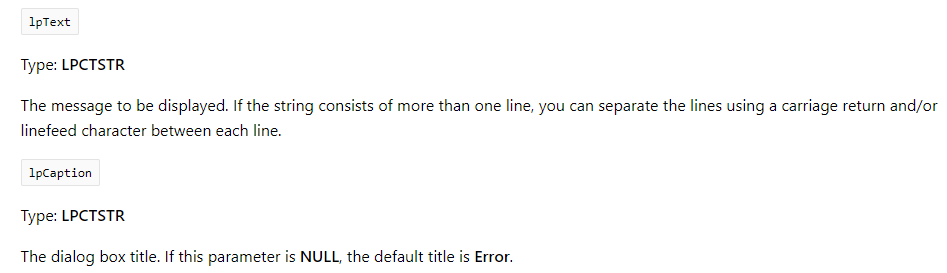 lpText
Type: LPCTSTR
The message to be displayed. If the string consists of more than one line, you can separate the lines using a carriage return and/or
linefeed character between each line.
lpCaption
Type: LPCTSTR
The dialog box title. If this parameter is NULL, the default title is Error.